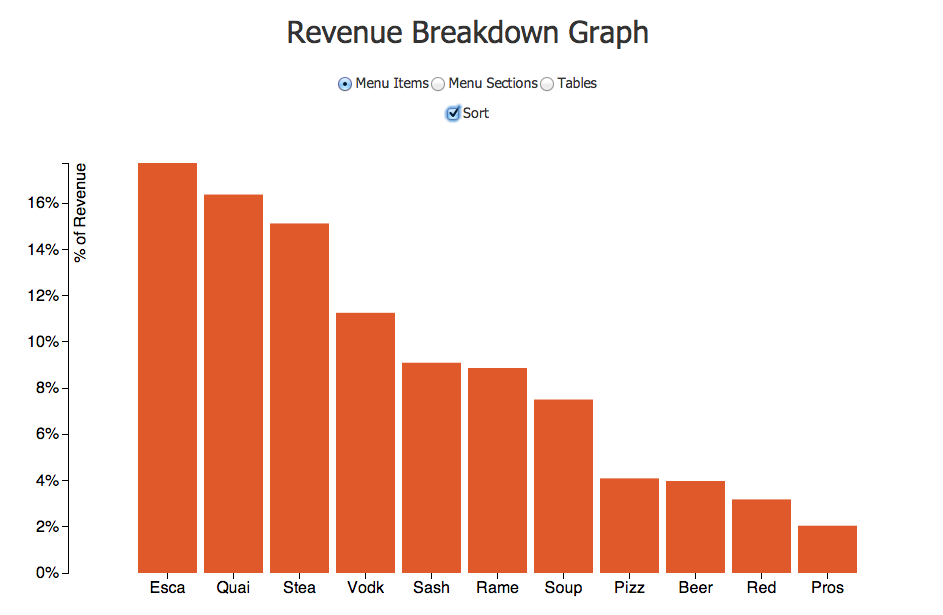 Revenue Breakdown Graph
Menu Items Menu Sections Tables
Sort
% of Revenue
16%
14%
12%
10%
8%
6%
4%
2%
0%
Esca Quai Stea Vodk Sash Rame Soup Pizz Beer Red Pros